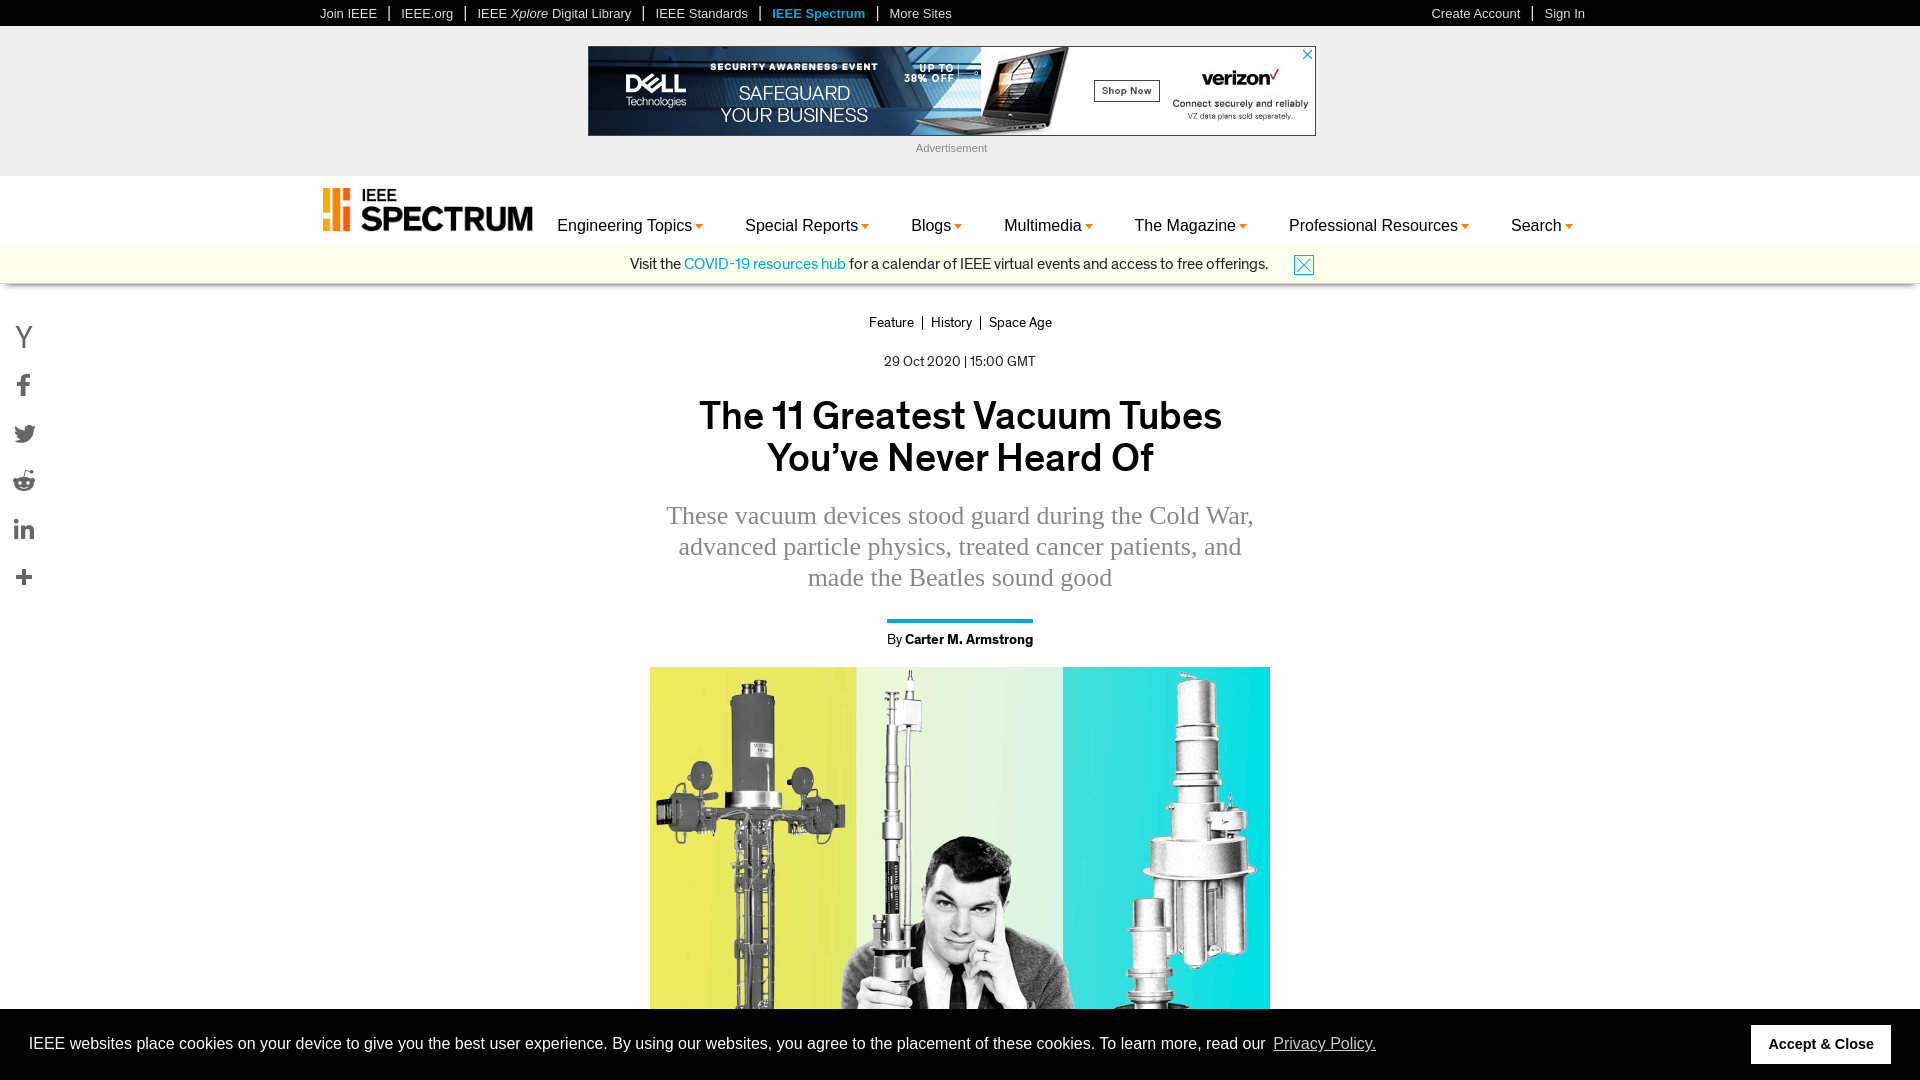 Join IEEE | IEEE.org | IEEE Xplore Digital Library | IEEE Standards | IEEE Spectrum | More Sites
Create Account | Sign In
DELL
Technologies
SECURITY AWARENESS EVENT
SAFEGUARD
YOUR BUSINESS
UP TO
38% OFF
Shop Now
verizon
Connect securely and reliably
VZ data plans sold separately.
Advertisement
IEEE
SPECTRUM
Engineering Topics Special Reports Blogs Multimedia The Magazine Professional Resources Search
Visit the COVID-19 resources hub for a calendar of IEEE virtual events and access to free offerings.
Feature | History | Space Age
29 Oct 2020 | 15:00 GMT
The 11 Greatest Vacuum Tubes
You’ve Never Heard Of
These vacuum devices stood guard during the Cold War,
advanced particle physics, treated cancer patients, and
made the Beatles sound good
By Carter M. Armstrong
IEEE websites place cookies on your device to give you the best user experience. By using our websites, you agree to the placement of these cookies. To learn more, read our Privacy Policy.
Accept & Close